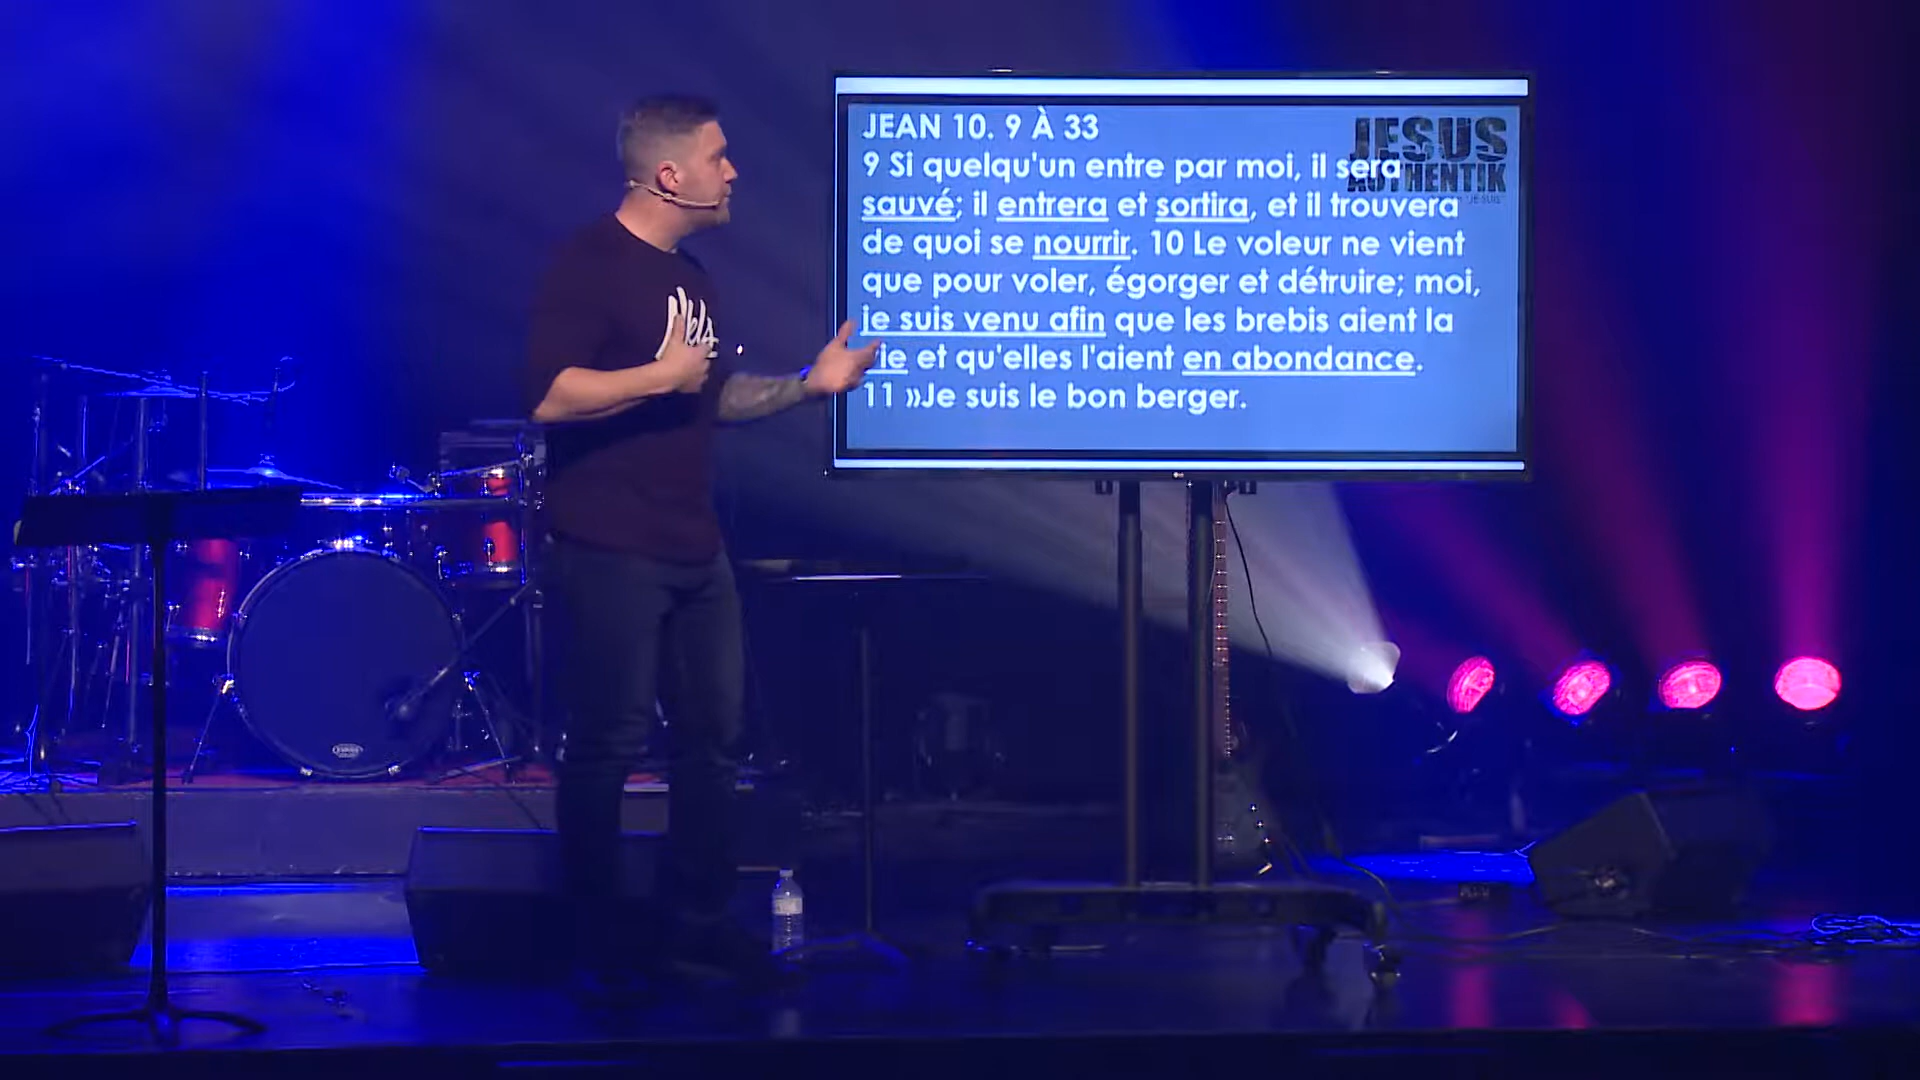 JEAN 10. 9 À 33
9 Si quelqu'un entre par moi, il sera
sauvé; il entrera et sortira, et il trouvera
de quoi se nourrir. 10 Le voleur ne vient
que pour voler, égorger et détruire; moi,
je suis venu afin que les brebis aient la
vie et qu'elles l'aient en abondance.
11 »Je suis le bon berger.
JESUS
AUTHENTIK